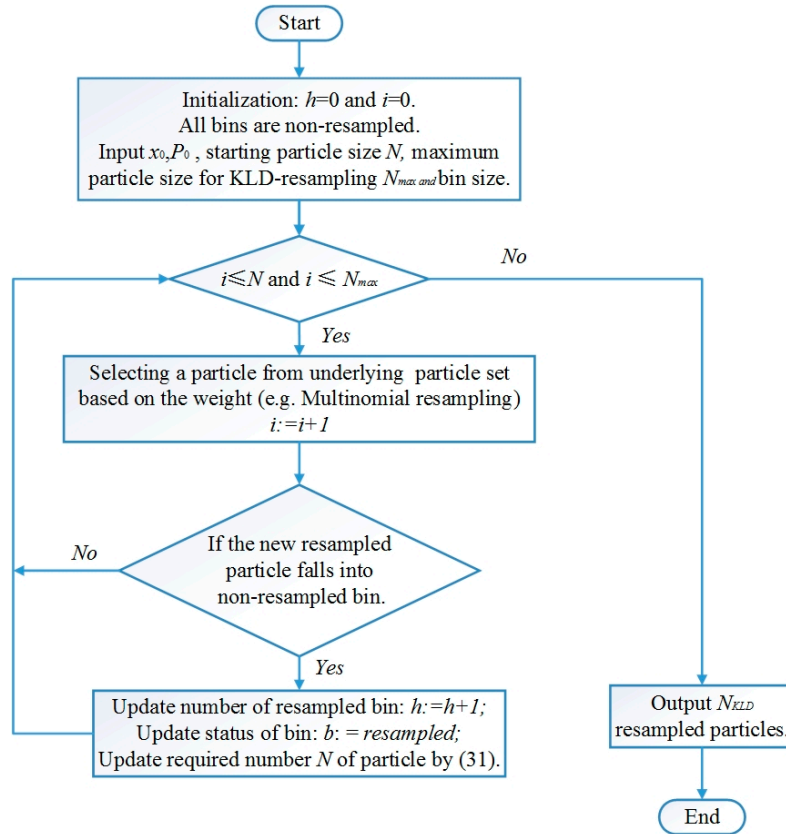 Start
Initialization: h=0 and i=0.
All bins are non-resampled.
Input x₀,P₀ , starting particle size N, maximum
particle size for KLD-resampling Nₘₐₓ and bin size.
i⩽N and i ⩽ Nₘₐₓ
No
Yes
Selecting a particle from underlying particle set
based on the weight (e.g. Multinomial resampling)
i:=i+1
If the new resampled
particle falls into
non-resampled bin.
No
Yes
Update number of resampled bin: h:=h+1;
Update status of bin: b: = resampled;
Update required number N of particle by (31).
Output N_KLD
resampled particles.
End